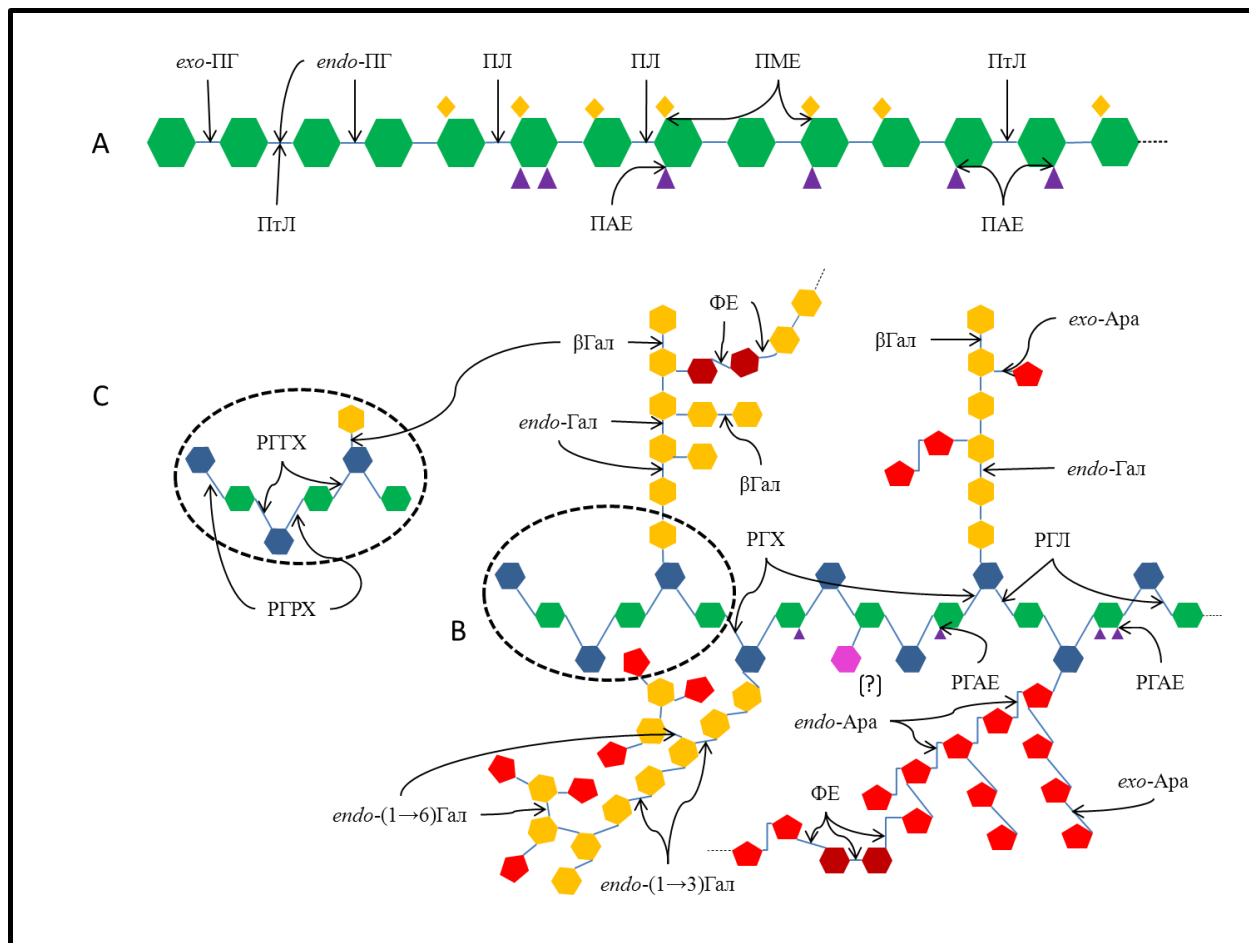 exo-ПГ
endo-ПГ
ПЛ
ПЛ
ПМЕ
ПтЛ
A
ПтЛ
ПАЕ
ПАЕ
ФЕ
exo-Ара
βГал
βГал
C
РГГХ
endo-Гал
endo-Гал
βГал
РГХ
РГЛ
РГРХ
B
(?)
РГАЕ
РГАЕ
endo-Ара
exo-Ара
ФЕ
endo-(1→6)Гал
endo-(1→3)Гал